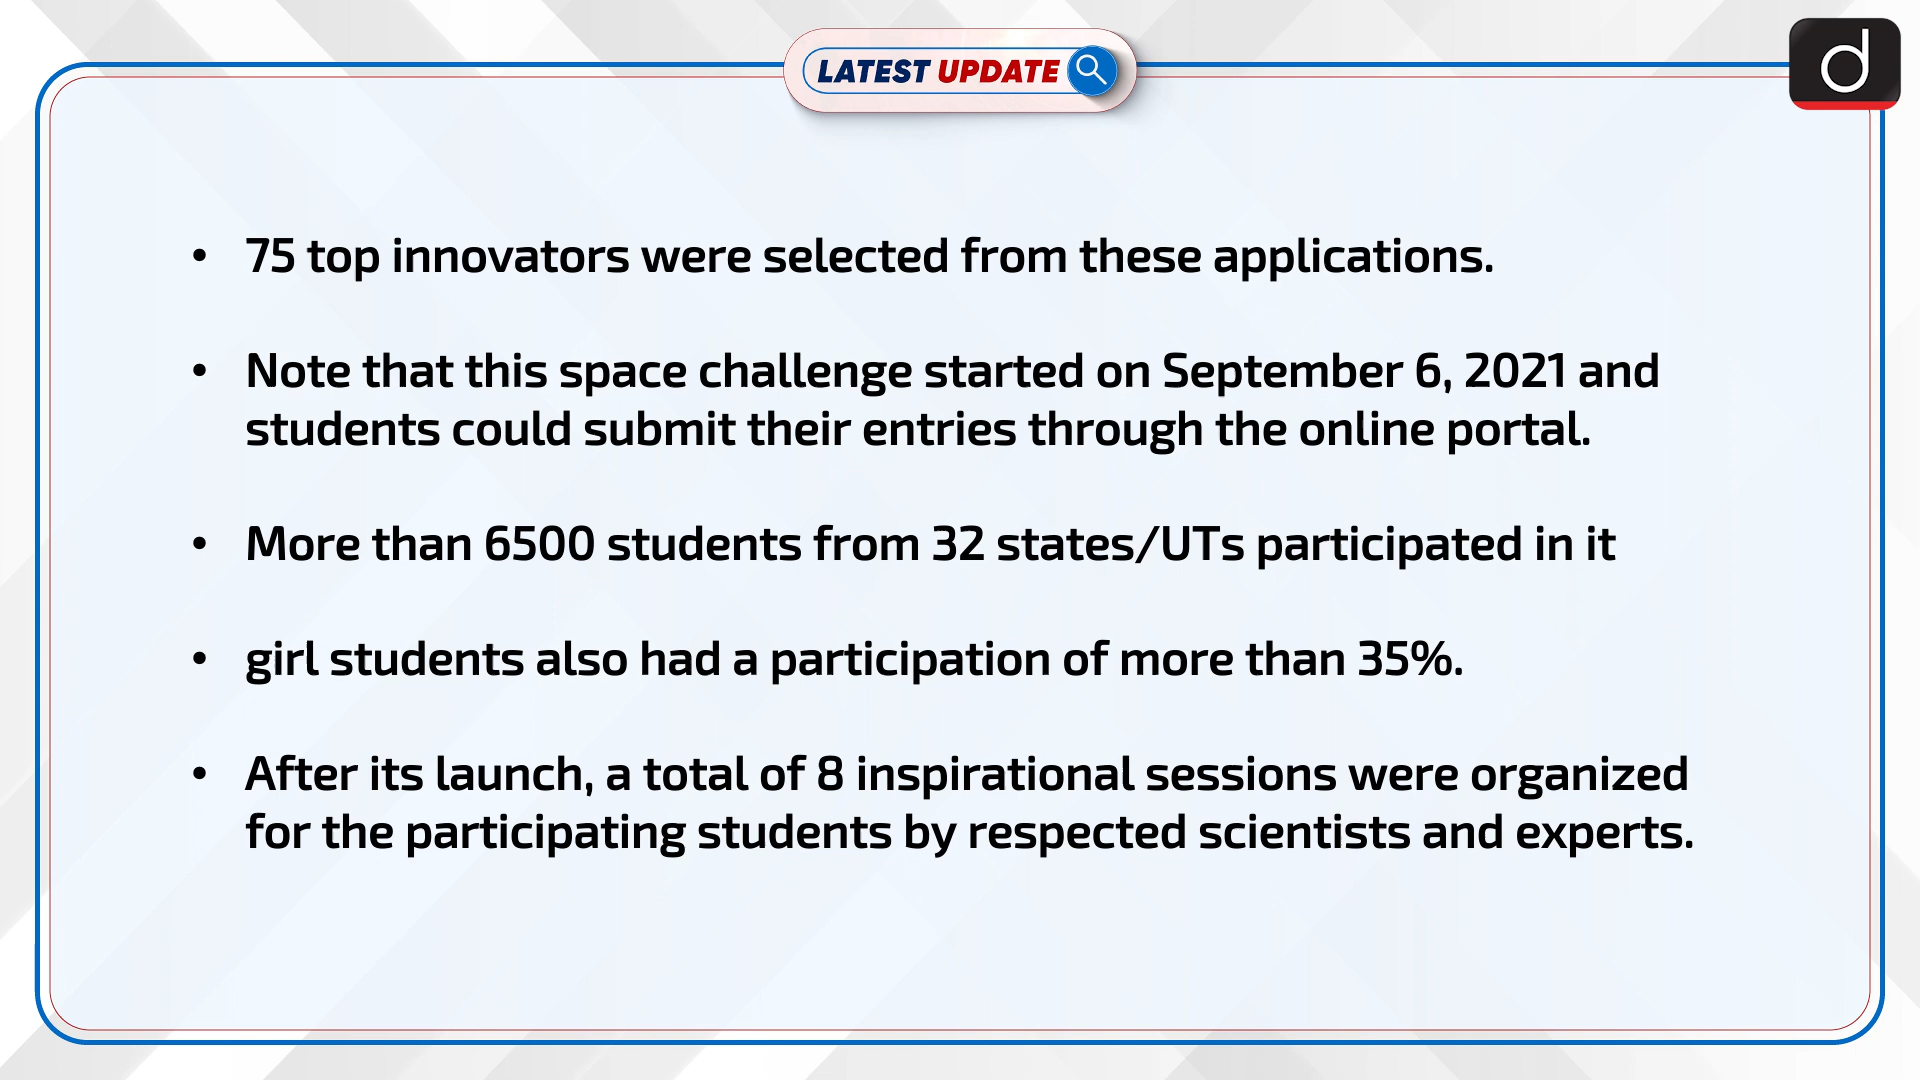 LATEST UPDATE
d
• 75 top innovators were selected from these applications.
• Note that this space challenge started on September 6, 2021 and
students could submit their entries through the online portal.
• More than 6500 students from 32 states/UTs participated in it
• girl students also had a participation of more than 35%.
• After its launch, a total of 8 inspirational sessions were organized
for the participating students by respected scientists and experts.